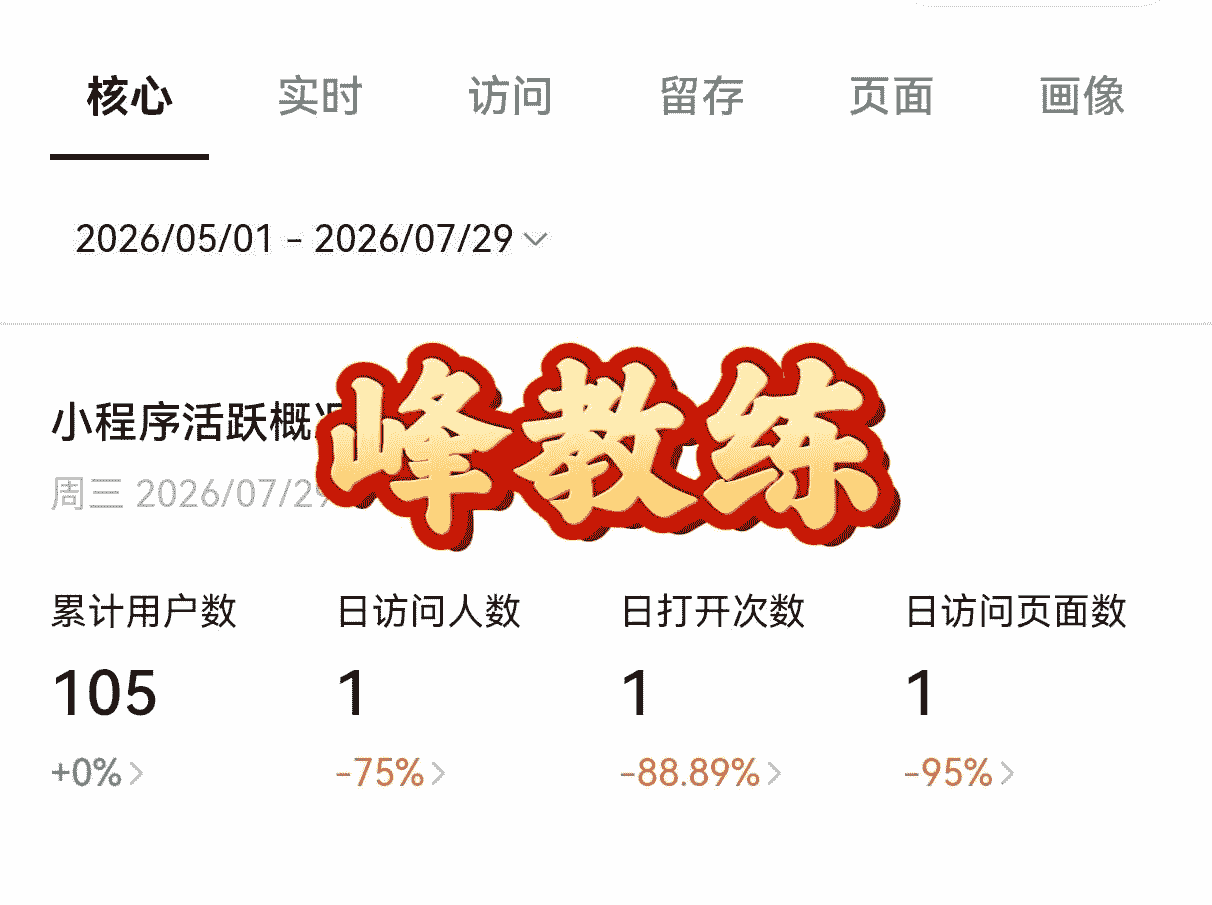 核心 实时 访问 留存 页面 画像
2026/05/01 - 2026/07/29
小程序活跃概
峰教练
周三 2026/07/29
累计用户数 日访问人数 日打开次数 日访问页面数
105 1 1 1
+0% -75% -88.89% -95%